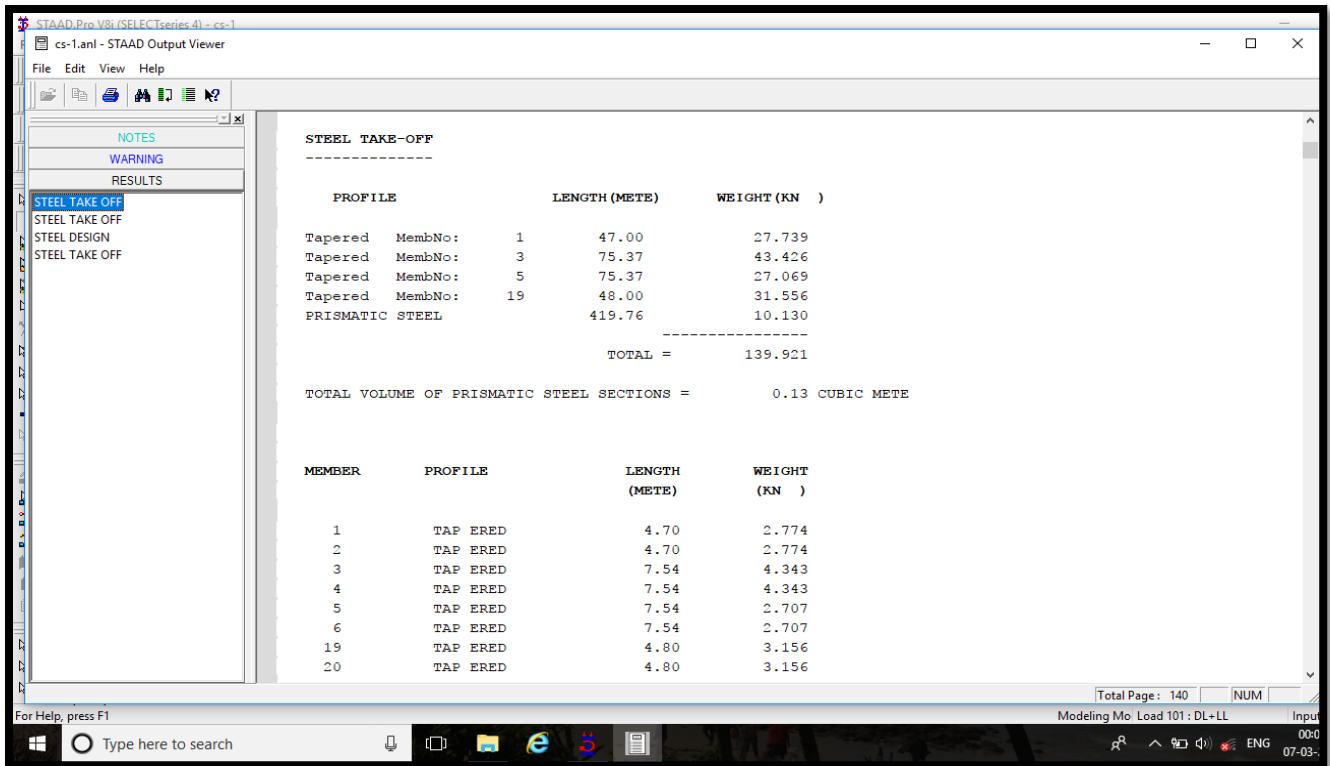 STAAD.Pro V8i (SELECTseries 4) - cs-1
cs-1.anl - STAAD Output Viewer
File Edit View Help
NOTES
WARNING
RESULTS
STEEL TAKE OFF
STEEL TAKE OFF
STEEL DESIGN
STEEL TAKE OFF
STEEL TAKE-OFF
--------------
PROFILE LENGTH(METE) WEIGHT(KN )
Tapered MembNo: 1 47.00 27.739
Tapered MembNo: 3 75.37 43.426
Tapered MembNo: 5 75.37 27.069
Tapered MembNo: 19 48.00 31.556
PRISMATIC STEEL 419.76 10.130
----------------
TOTAL = 139.921
TOTAL VOLUME OF PRISMATIC STEEL SECTIONS = 0.13 CUBIC METE
MEMBER PROFILE LENGTH WEIGHT
(METE) (KN )
1 TAP ERED 4.70 2.774
2 TAP ERED 4.70 2.774
3 TAP ERED 7.54 4.343
4 TAP ERED 7.54 4.343
5 TAP ERED 7.54 2.707
6 TAP ERED 7.54 2.707
19 TAP ERED 4.80 3.156
20 TAP ERED 4.80 3.156
Total Page : 140 NUM
For Help, press F1 Modeling Mo Load 101 : DL+LL Input
Type here to search ENG 00:0
07-03-